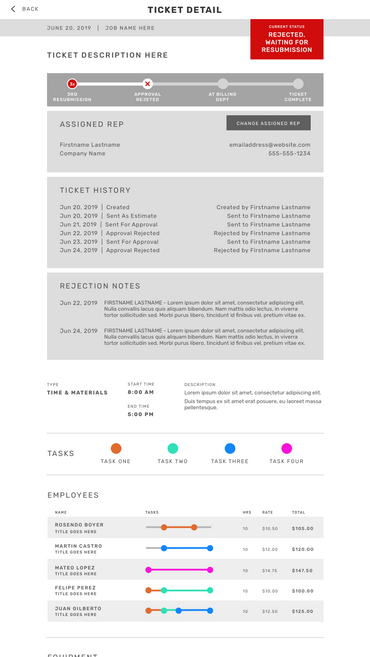 BACK
TICKET DETAIL
JUNE 20, 2019 | JOB NAME HERE
CURRENT STATUS
REJECTED,
WAITING FOR
RESUBMISSION
TICKET DESCRIPTION HERE
3RD
RESUBMISSION
APPROVAL
REJETED
AT BILLING
DEPT
TICKET
COMPLETE
ASSIGNED REP
CHANGE ASSIGNED REP
Firstname Lastname
emailaddress@website.com
Company Name
555-555-1234
TICKET HISTORY
Jun 20, 2019 | Created
Created by Firstname Lastname
Jun 20, 2019 | Sent As Estimate
Sent to Firstname Lastname
Jun 21, 2019 | Sent For Approval
Sent to Firstname Lastname
Jun 22, 2019 | Approval Rejected
Rejected by Firstname Lastname
Jun 23, 2019 | Sent For Approval
Sent to Firstname Lastname
Jun 24, 2019 | Approval Rejected
Rejected by Firstname Lastname
REJECTION NOTES
Jun 22, 2019 FIRSTNAME LASTNAME - Lorem ipsum dolor sit amet, consectetur adipiscing elit.
Nulla convallis lacus quis aliquam bibendum. Nam mattis odio lectus, in viverra
tortor sollicitudin sed. Morbi purus libero, tincidunt id finibus vel, pretium vitae ex.
Jun 24, 2019 FIRSTNAME LASTNAME - Lorem ipsum dolor sit amet, consectetur adipiscing elit.
Nulla convallis lacus quis aliquam bibendum. Nam mattis odio lectus, in viverra
tortor sollicitudin sed. Morbi purus libero, tincidunt id finibus vel, pretium vitae ex.
TYPE
TIME & MATERIALS
START TIME
8:00 AM
END TIME
5:00 PM
DESCRIPTION
Lorem ipsum dolor sit amet, consectetur adipiscing elit.
Duis tempus ex sit amet erat posuere, eu laoreet massa
pellentesque.
TASKS
TASK ONE
TASK TWO
TASK THREE
TASK FOUR
EMPLOYEES
NAME TASKS HRS RATE TOTAL
ROSENDO BOYER
TITLE GOES HERE
10 $10.50 $105.00
MARTIN CASTRO
TITLE GOES HERE
10 $12.00 $120.00
MATEO LOPEZ
TITLE GOES HERE
10 $14.75 $147.50
FELIPE PEREZ
TITLE GOES HERE
10 $10.00 $100.00
JUAN GILBERTO
TITLE GOES HERE
10 $12.50 $125.00